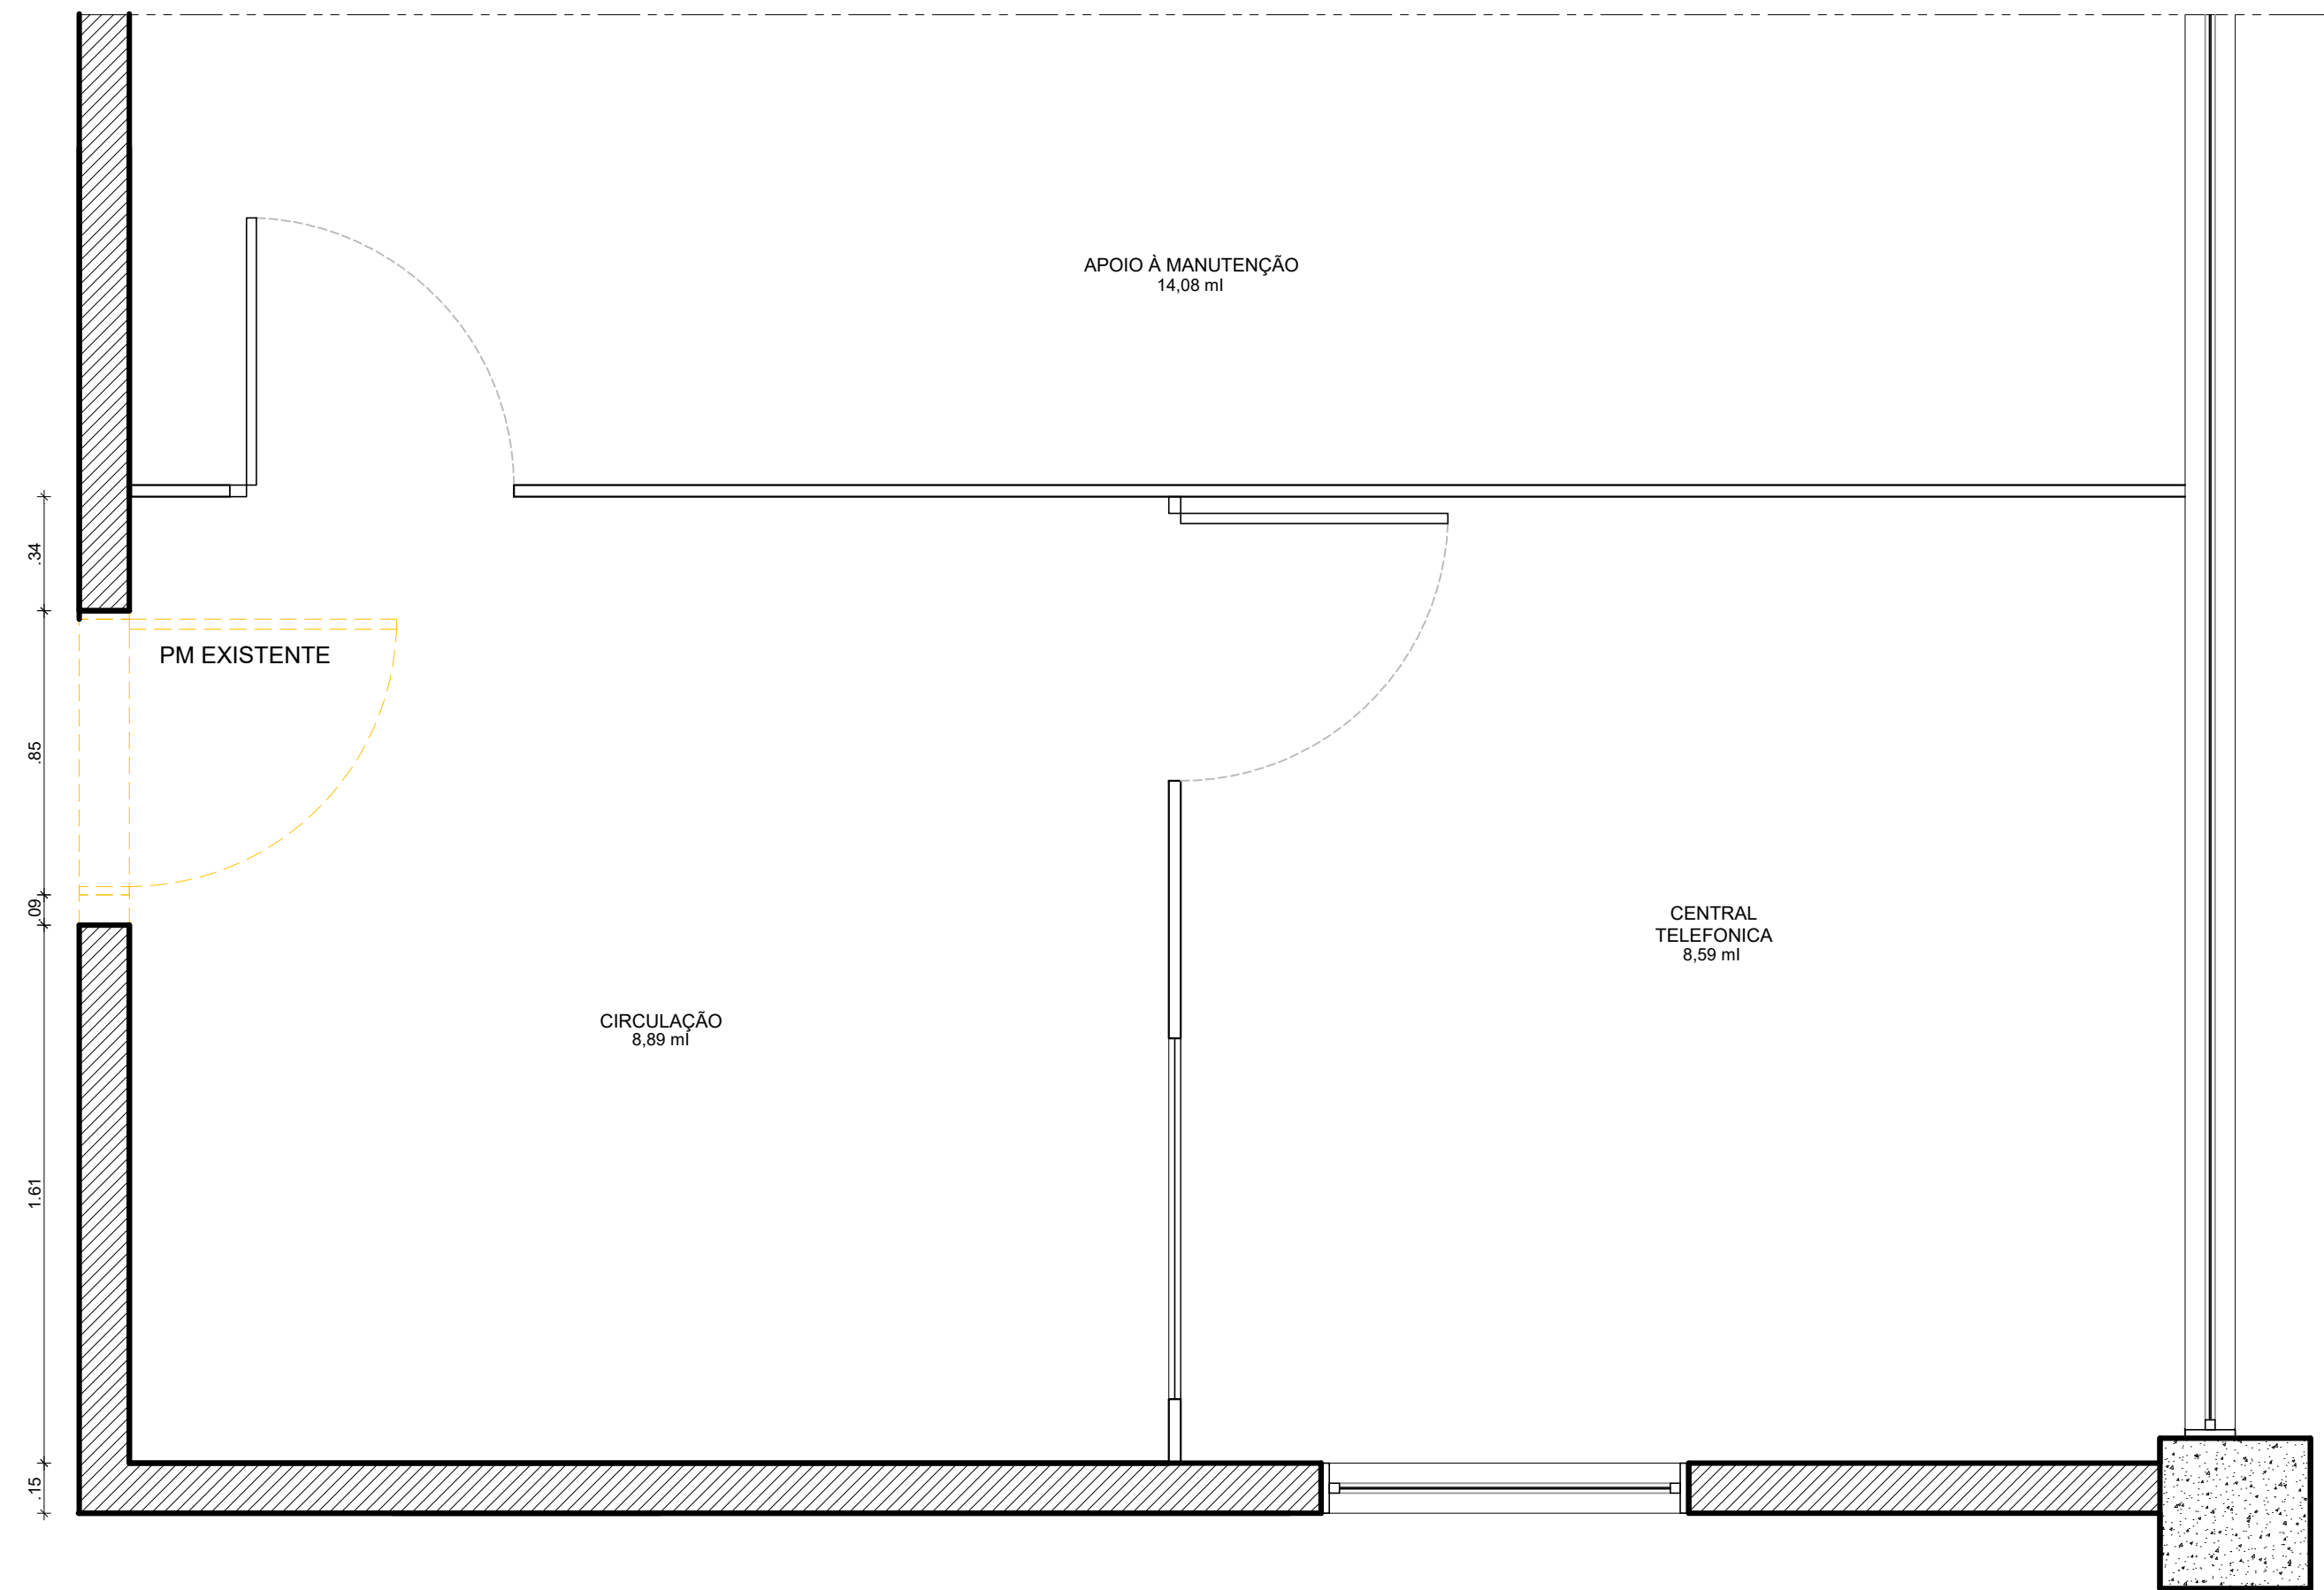 APOIO À MANUTENÇÃO
14,08 ml
.34
PM EXISTENTE
.85
.09
CENTRAL
TELEFONICA
8,59 ml
CIRCULAÇÃO
8,89 ml
1.61
.15